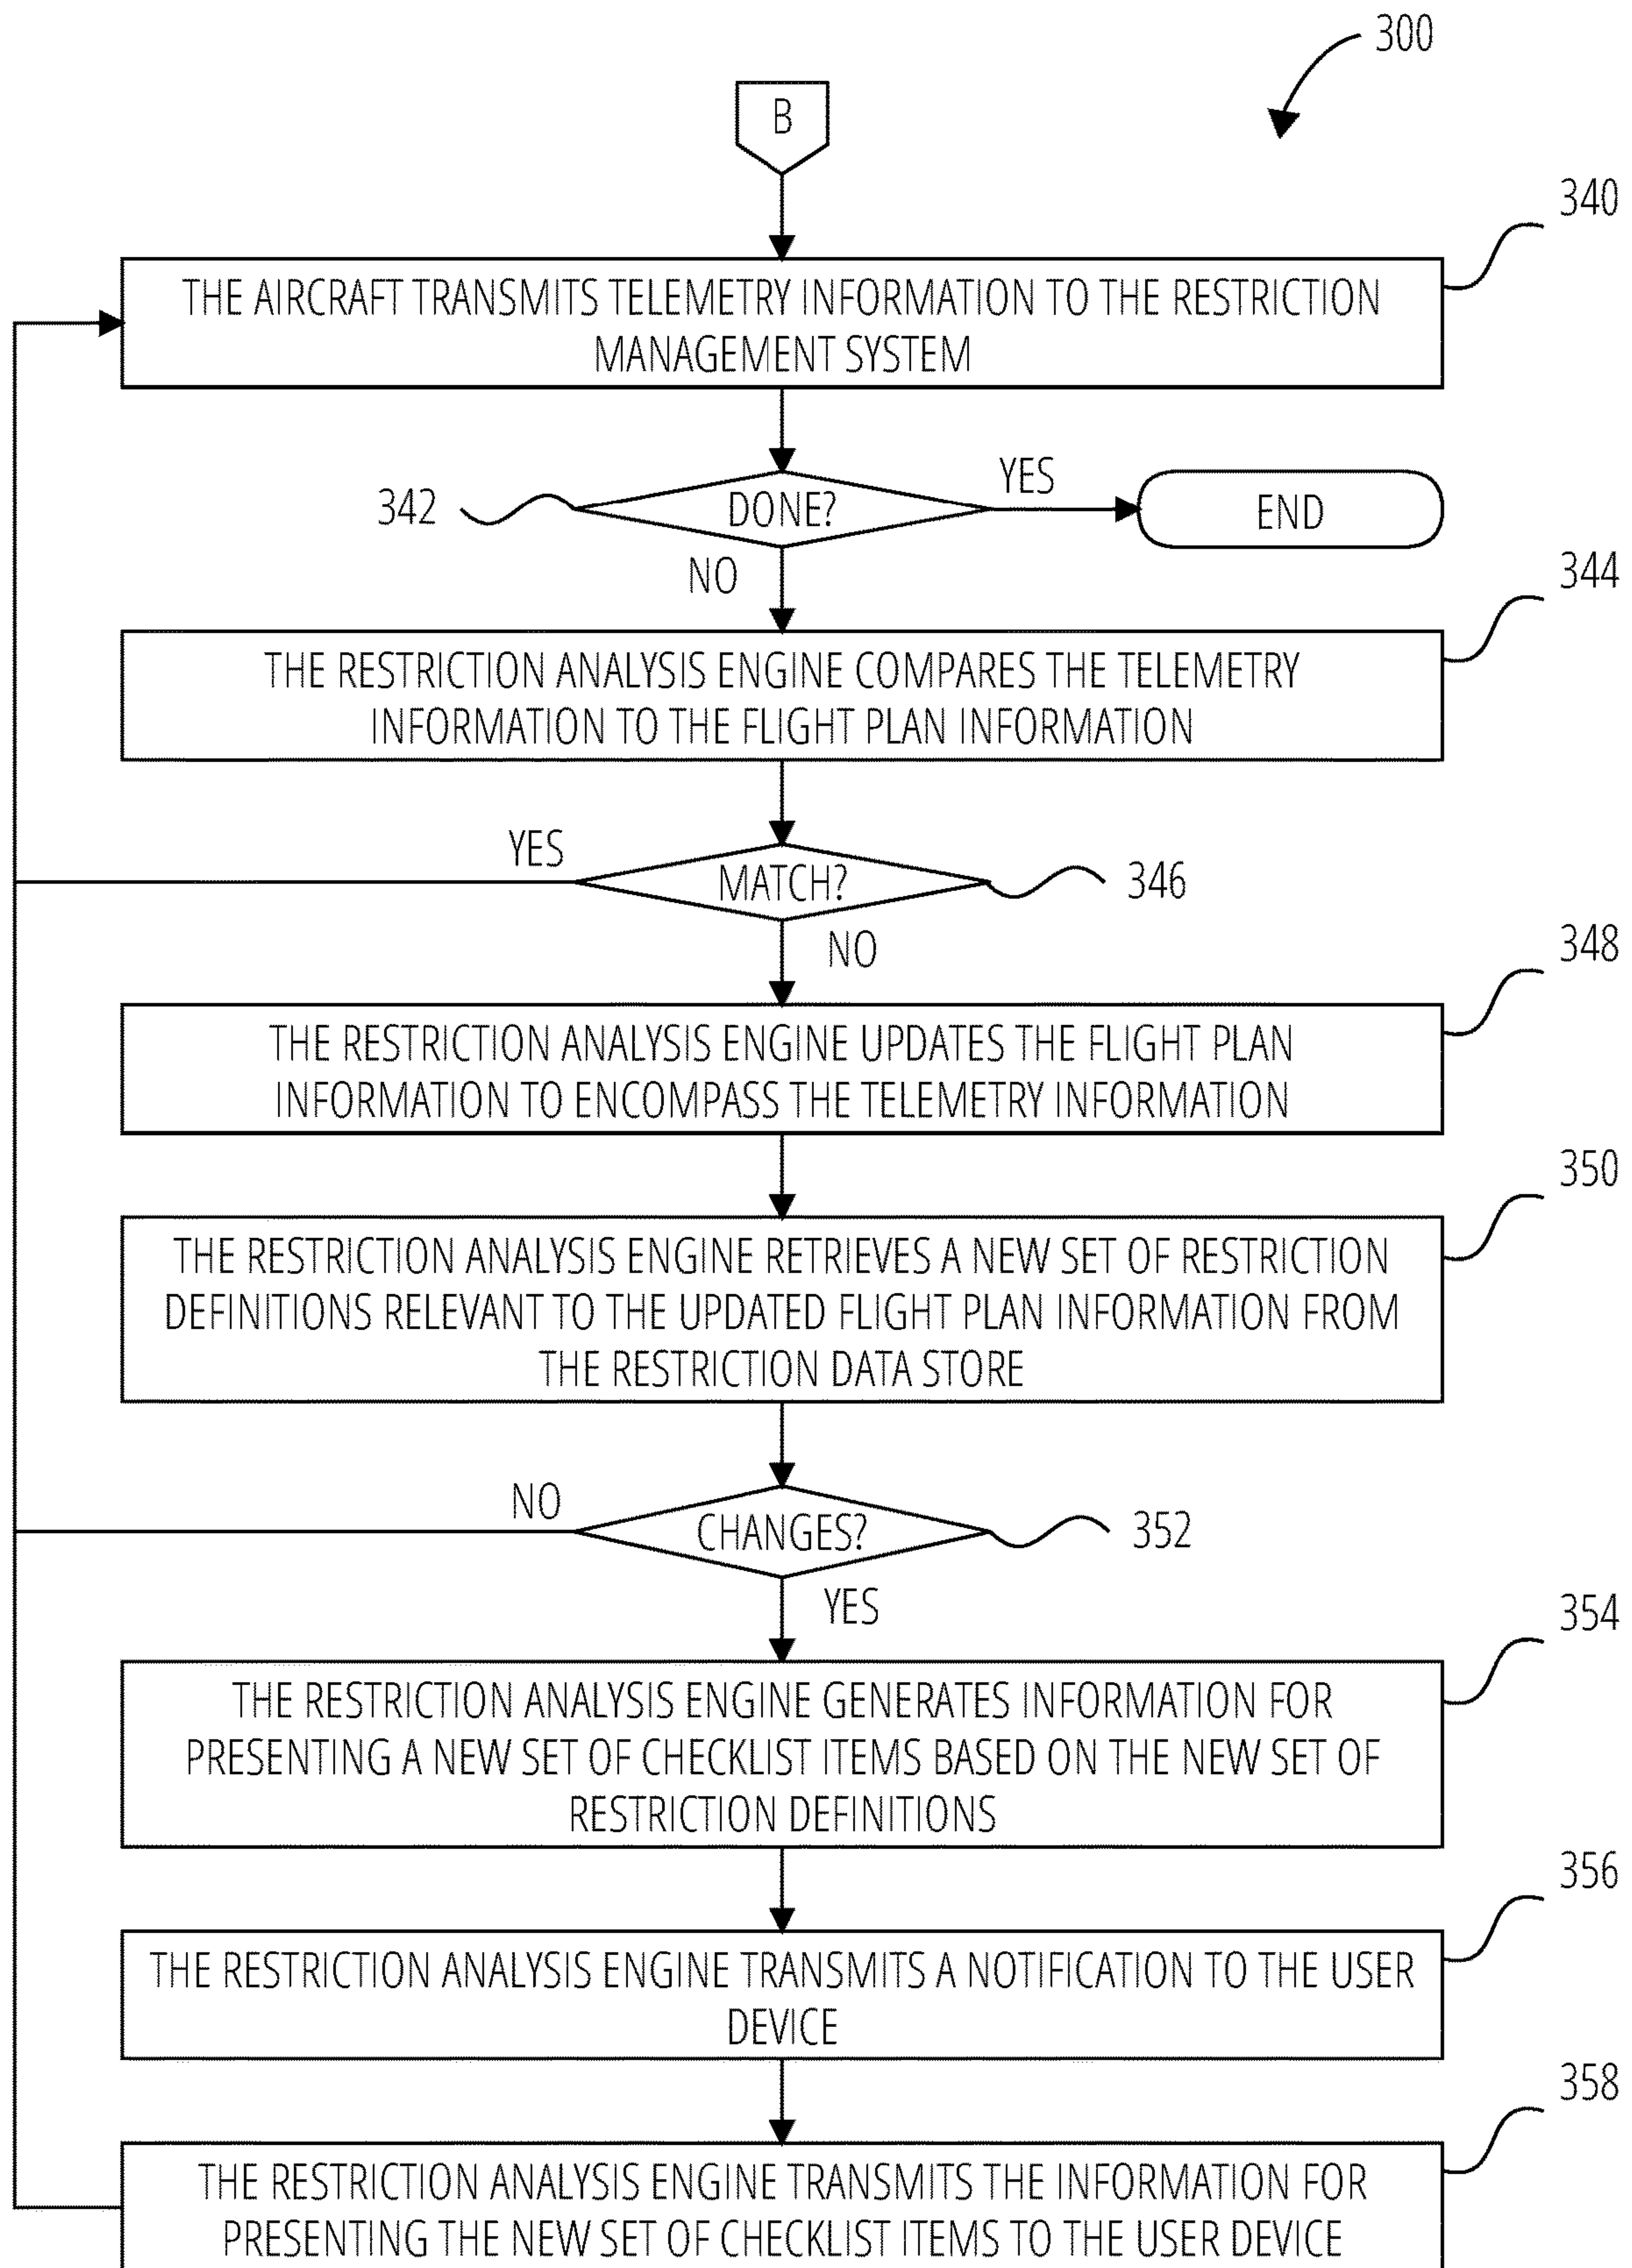 300
B
340
THE AIRCRAFT TRANSMITS TELEMETRY INFORMATION TO THE RESTRICTION
MANAGEMENT SYSTEM
342
DONE?
YES
END
NO
344
THE RESTRICTION ANALYSIS ENGINE COMPARES THE TELEMETRY
INFORMATION TO THE FLIGHT PLAN INFORMATION
YES
MATCH?
346
NO
348
THE RESTRICTION ANALYSIS ENGINE UPDATES THE FLIGHT PLAN
INFORMATION TO ENCOMPASS THE TELEMETRY INFORMATION
350
THE RESTRICTION ANALYSIS ENGINE RETRIEVES A NEW SET OF RESTRICTION
DEFINITIONS RELEVANT TO THE UPDATED FLIGHT PLAN INFORMATION FROM
THE RESTRICTION DATA STORE
NO
CHANGES?
352
YES
354
THE RESTRICTION ANALYSIS ENGINE GENERATES INFORMATION FOR
PRESENTING A NEW SET OF CHECKLIST ITEMS BASED ON THE NEW SET OF
RESTRICTION DEFINITIONS
356
THE RESTRICTION ANALYSIS ENGINE TRANSMITS A NOTIFICATION TO THE USER
DEVICE
358
THE RESTRICTION ANALYSIS ENGINE TRANSMITS THE INFORMATION FOR
PRESENTING THE NEW SET OF CHECKLIST ITEMS TO THE USER DEVICE